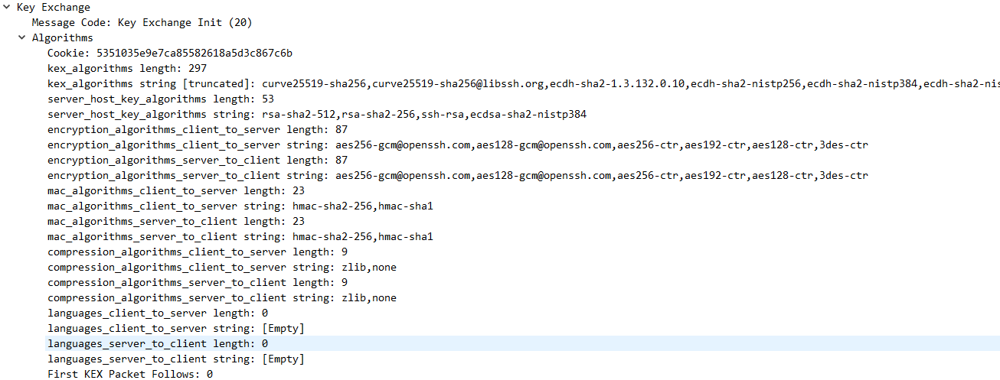 Key Exchange
Message Code: Key Exchange Init (20)
Algorithms
Cookie: 5351035e9e7ca85582618a5d3c867c6b
kex_algorithms length: 297
kex_algorithms string [truncated]: curve25519-sha256,curve25519-sha256@libssh.org,ecdh-sha2-1.3.132.0.10,ecdh-sha2-nistp256,ecdh-sha2-nistp384,ecdh-sha2-nis
server_host_key_algorithms length: 53
server_host_key_algorithms string: rsa-sha2-512,rsa-sha2-256,ssh-rsa,ecdsa-sha2-nistp384
encryption_algorithms_client_to_server length: 87
encryption_algorithms_client_to_server string: aes256-gcm@openssh.com,aes128-gcm@openssh.com,aes256-ctr,aes192-ctr,aes128-ctr,3des-ctr
encryption_algorithms_server_to_client length: 87
encryption_algorithms_server_to_client string: aes256-gcm@openssh.com,aes128-gcm@openssh.com,aes256-ctr,aes192-ctr,aes128-ctr,3des-ctr
mac_algorithms_client_to_server length: 23
mac_algorithms_client_to_server string: hmac-sha2-256,hmac-sha1
mac_algorithms_server_to_client length: 23
mac_algorithms_server_to_client string: hmac-sha2-256,hmac-sha1
compression_algorithms_client_to_server length: 9
compression_algorithms_client_to_server string: zlib,none
compression_algorithms_server_to_client length: 9
compression_algorithms_server_to_client string: zlib,none
languages_client_to_server length: 0
languages_client_to_server string: [Empty]
languages_server_to_client length: 0
languages_server_to_client string: [Empty]
First KEX Packet Follows: 0